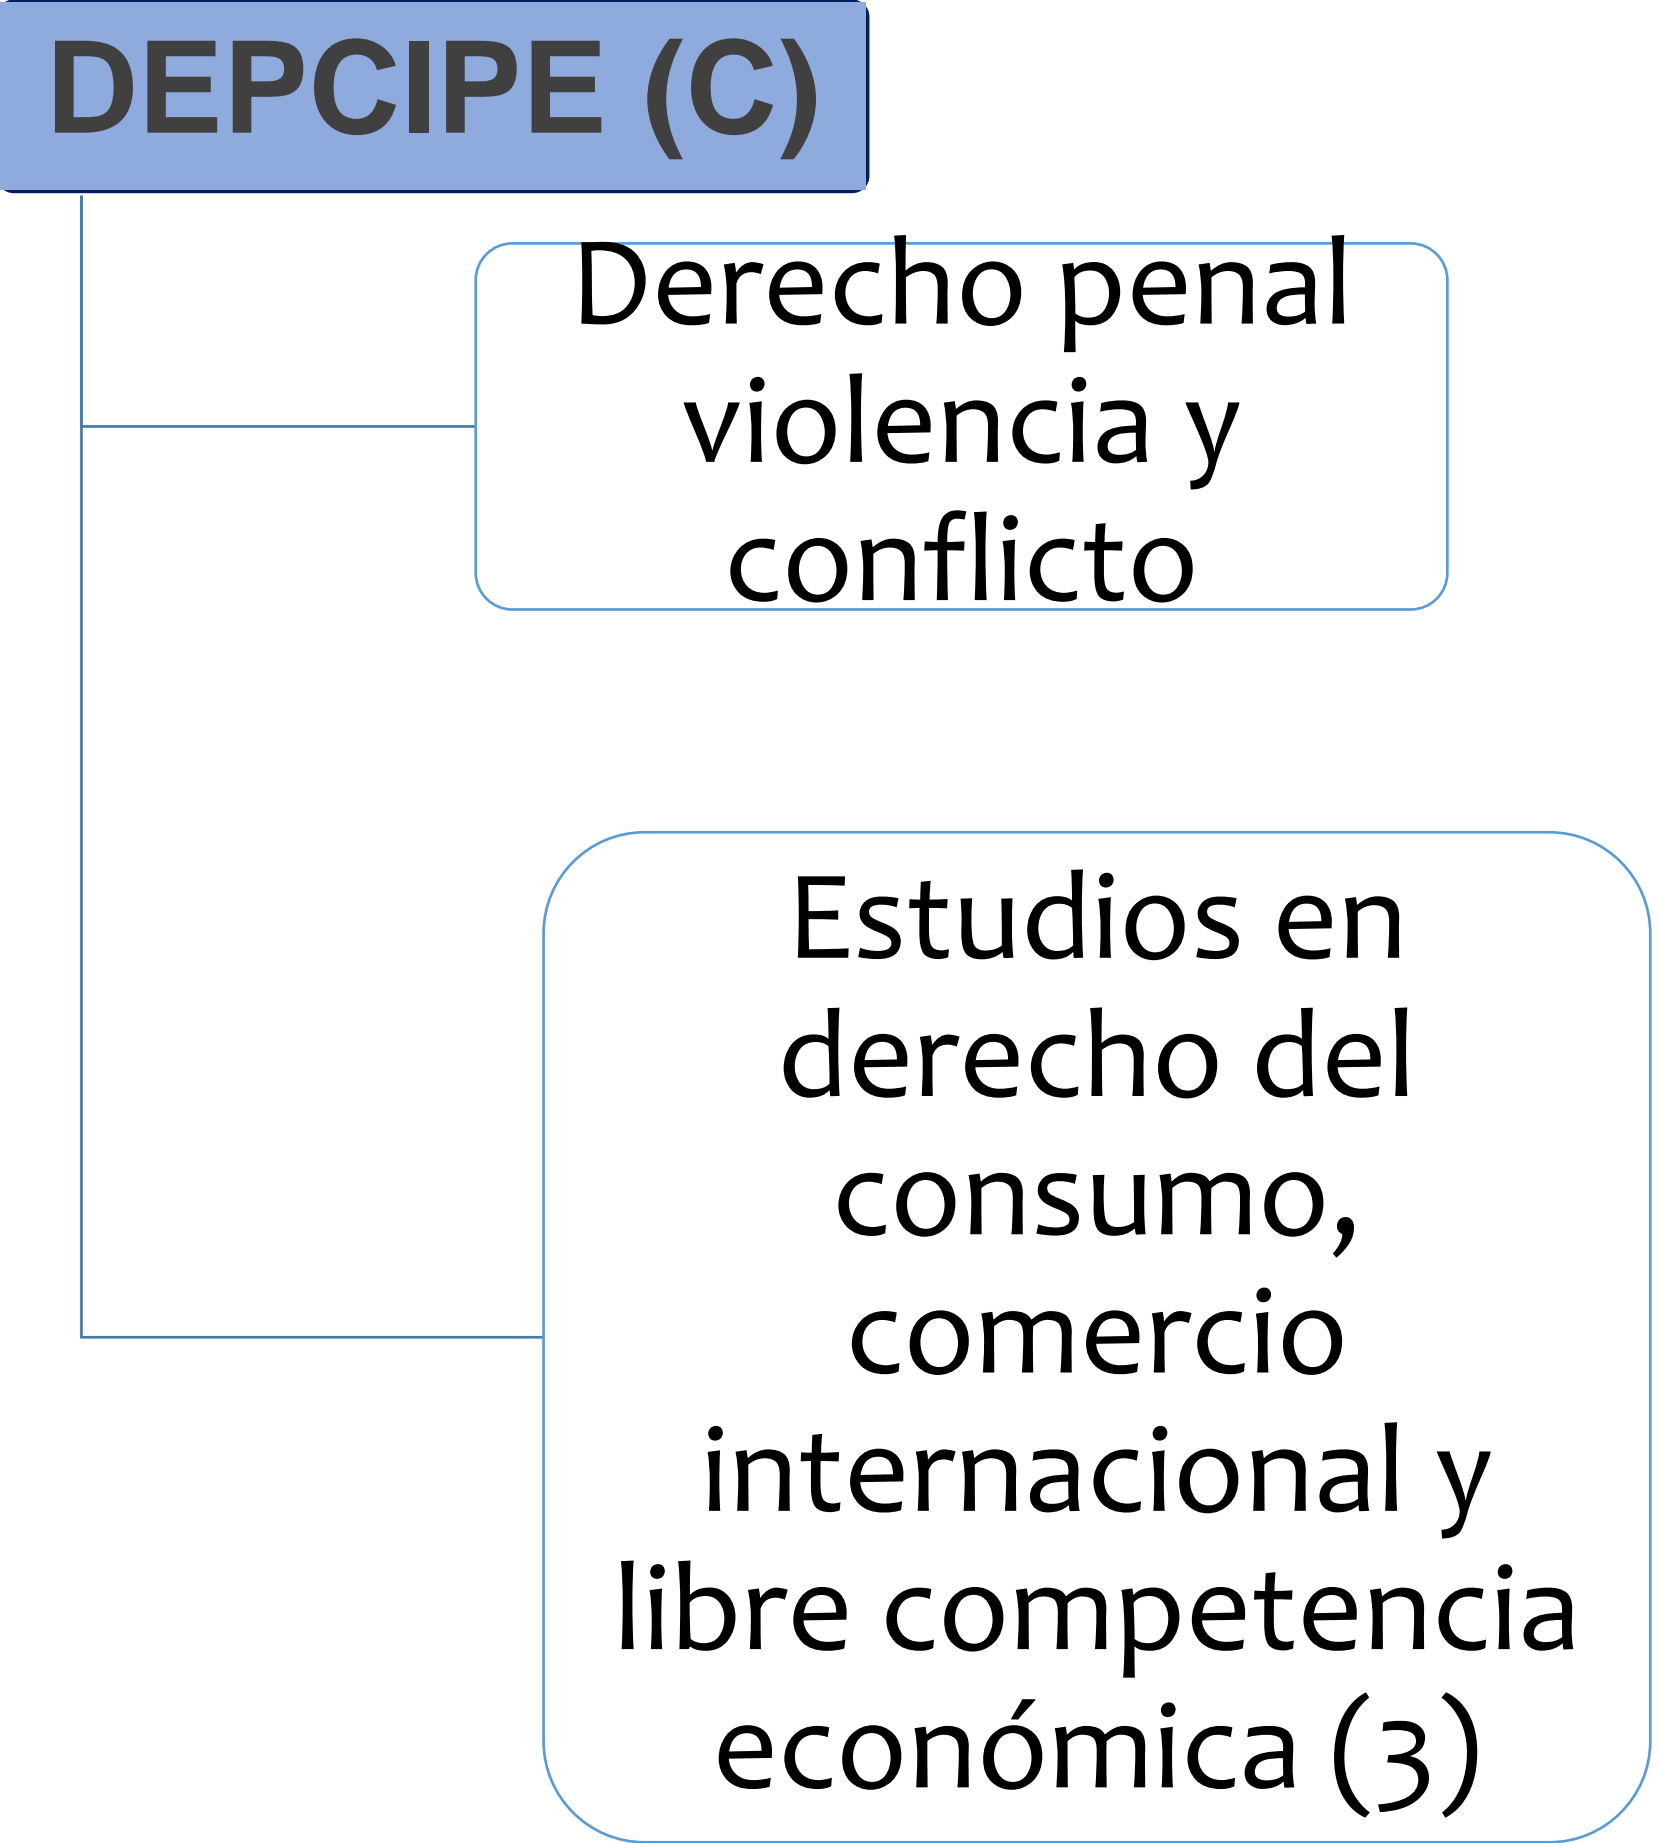 DEPCIPE (C)
Derecho penal
violencia y
conflicto
Estudios en
derecho del
consumo,
comercio
internacional y
libre competencia
económica (3)